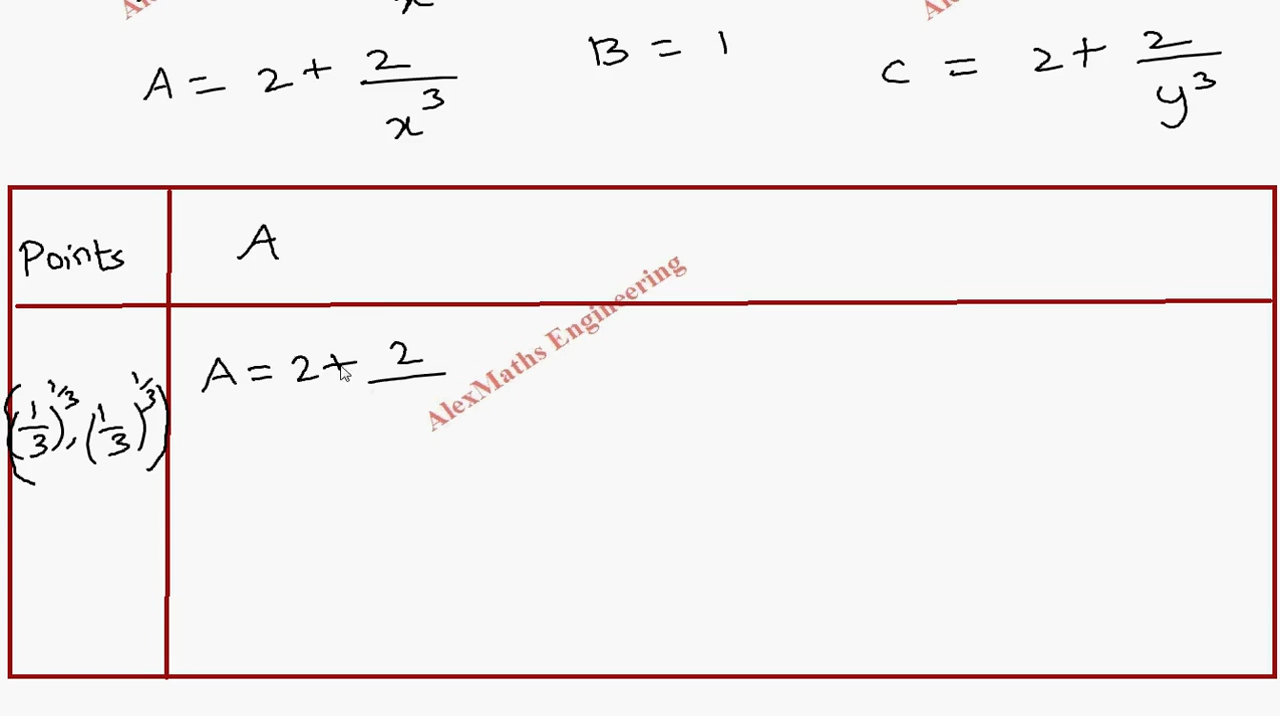 A = 2 + 2/x³ B = 1 C = 2 + 2/y³
Points A
((1/3)^1/3, (1/3)^1/3) A = 2 + 2
AlexMaths Engineering